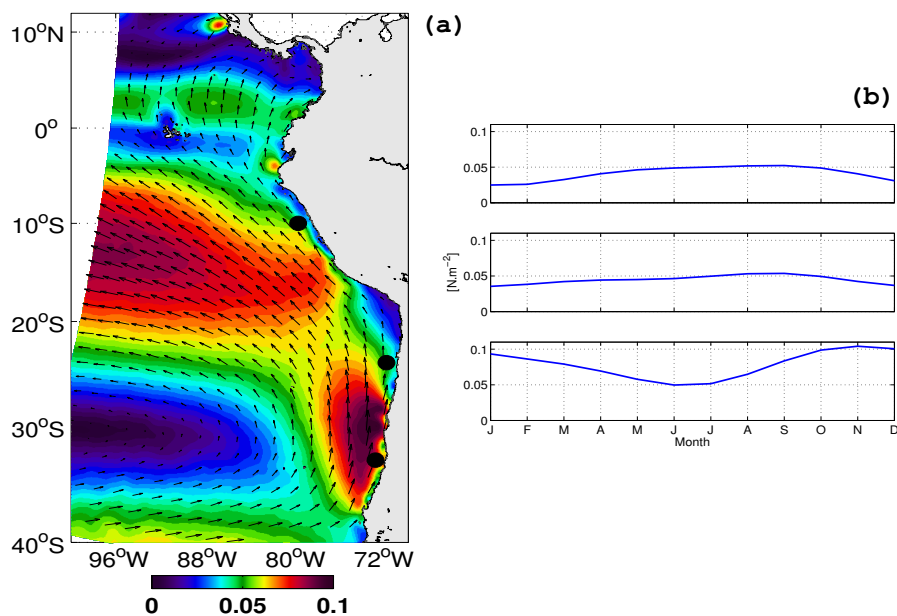 (a)
10°N
0°
10°S
20°S
30°S
40°S
96°W 88°W 80°W 72°W
0 0.05 0.1
(b)
0.1
0.05
0
0.1
[N.m⁻²] 0.05
0
0.1
0.05
0
J F M A M J J A S O N D
Month